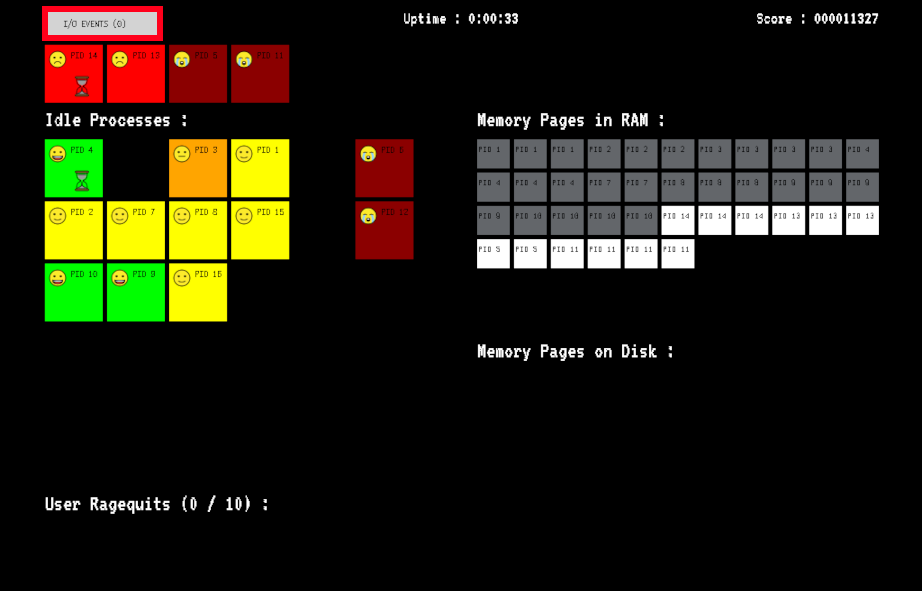 I/O EVENTS (0)
Uptime : 0:00:33
Score : 000011327
PID 14 PID 13 PID 5 PID 11
Idle Processes :
Memory Pages in RAM :
PID 4 PID 3 PID 1 PID 6
PID 2 PID 7 PID 8 PID 15 PID 12
PID 10 PID 9 PID 16
PID 1 PID 1 PID 1 PID 2 PID 2 PID 2 PID 3 PID 3 PID 3 PID 3 PID 4
PID 4 PID 4 PID 4 PID 7 PID 7 PID 8 PID 8 PID 8 PID 9 PID 9 PID 9
PID 9 PID 10 PID 10 PID 10 PID 10 PID 14 PID 14 PID 14 PID 13 PID 13 PID 13
PID 5 PID 5 PID 11 PID 11 PID 11 PID 11
Memory Pages on Disk :
User Ragequits (0 / 10) :